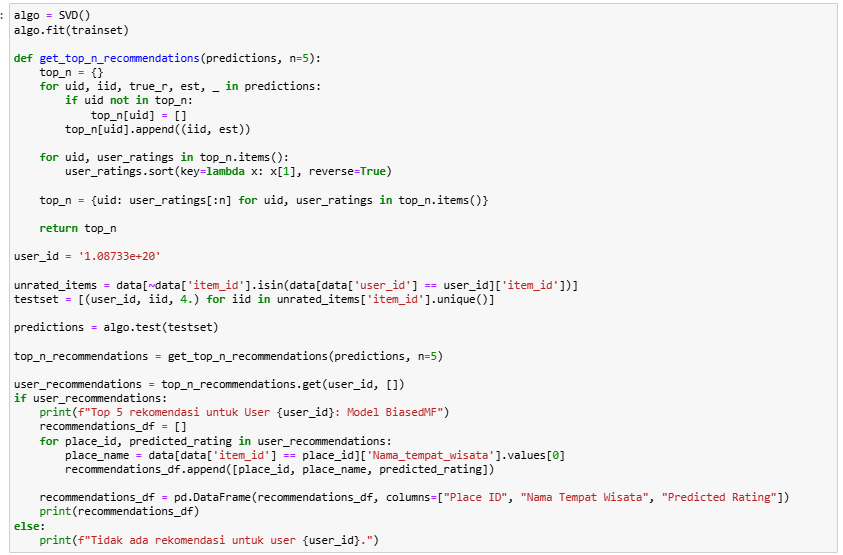 :
algo = SVD()
algo.fit(trainset)
def get_top_n_recommendations(predictions, n=5):
    top_n = {}
    for uid, iid, true_r, est, _ in predictions:
        if uid not in top_n:
            top_n[uid] = []
        top_n[uid].append((iid, est))
    for uid, user_ratings in top_n.items():
        user_ratings.sort(key=lambda x: x[1], reverse=True)
    top_n = {uid: user_ratings[:n] for uid, user_ratings in top_n.items()}
    return top_n
user_id = '1.08733e+20'
unrated_items = data[~data['item_id'].isin(data[data['user_id'] == user_id]['item_id'])]
testset = [(user_id, iid, 4.) for iid in unrated_items['item_id'].unique()]
predictions = algo.test(testset)
top_n_recommendations = get_top_n_recommendations(predictions, n=5)
user_recommendations = top_n_recommendations.get(user_id, [])
if user_recommendations:
    print(f"Top 5 rekomendasi untuk User {user_id}: Model BiasedMF")
    recommendations_df = []
    for place_id, predicted_rating in user_recommendations:
        place_name = data[data['item_id'] == place_id]['Nama_tempat_wisata'].values[0]
        recommendations_df.append([place_id, place_name, predicted_rating])
    recommendations_df = pd.DataFrame(recommendations_df, columns=["Place ID", "Nama Tempat Wisata", "Predicted Rating"])
    print(recommendations_df)
else:
    print(f"Tidak ada rekomendasi untuk user {user_id}.")